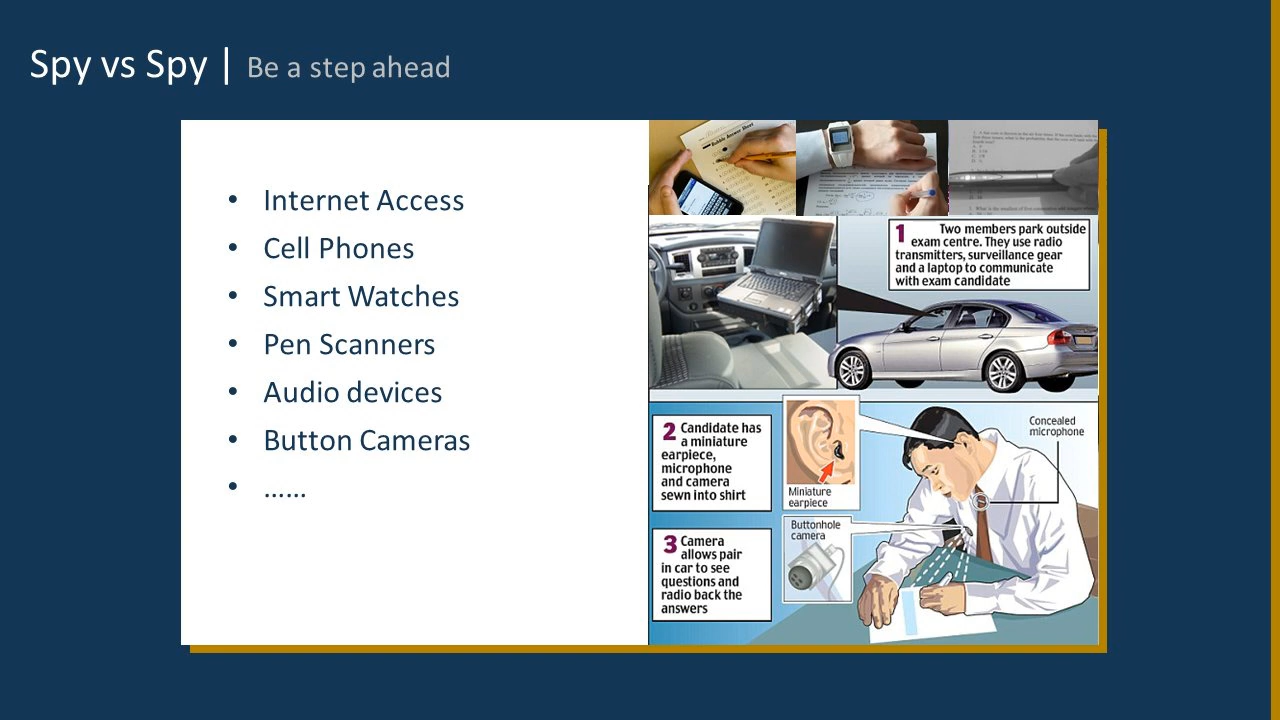 Spy vs Spy | Be a step ahead
• Internet Access
• Cell Phones
• Smart Watches
• Pen Scanners
• Audio devices
• Button Cameras
• ......
Bubble Answer Sheet
1 Two members park outside
exam centre. They use radio
transmitters, surveillance gear
and a laptop to communicate
with exam candidate
2 Candidate has
a miniature
earpiece,
microphone
and camera
sewn into shirt
Miniature
earpiece
Concealed
microphone
3 Camera
allows pair
in car to see
questions and
radio back the
answers
Buttonhole
camera